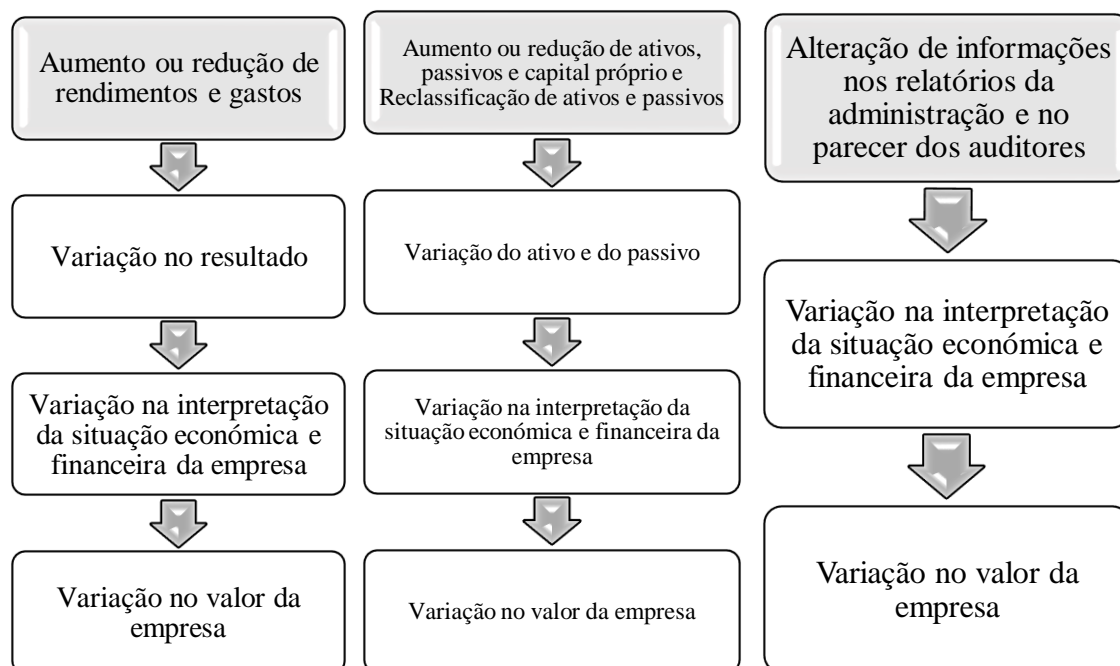 Aumento ou redução de
rendimentos e gastos
Variação no resultado
Variação na interpretação
da situação económica e
financeira da empresa
Variação no valor da
empresa
Aumento ou redução de ativos,
passivos e capital próprio e
Reclassificação de ativos e passivos
Variação do ativo e do passivo
Variação na interpretação da
situação económica e financeira da
empresa
Variação no valor da empresa
Alteração de informações
nos relatórios da
administração e no
parecer dos auditores
Variação na interpretação
da situação económica e
financeira da empresa
Variação no valor da
empresa